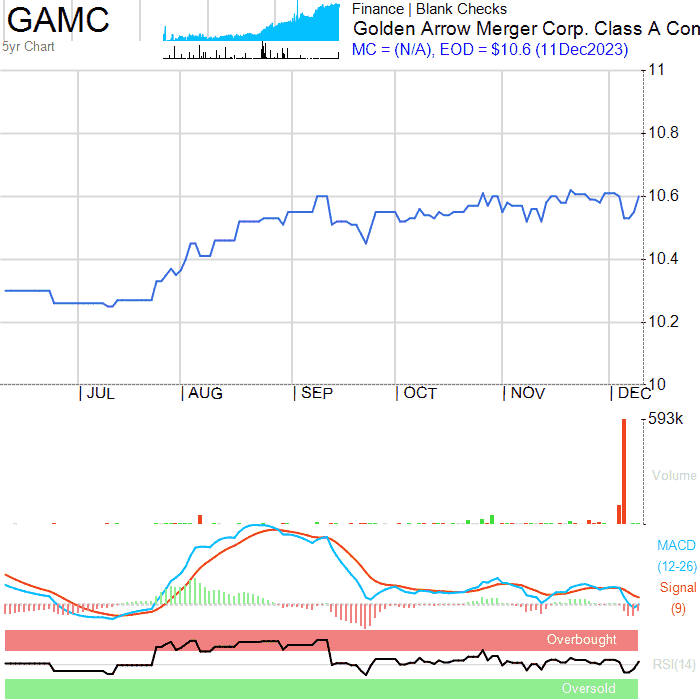 GAMC
5yr Chart
Finance | Blank Checks
Golden Arrow Merger Corp. Class A Con
MC = (N/A), EOD = $10.6 (11Dec2023)
11
10.8
10.6
10.4
10.2
10
| JUL | AUG | SEP | OCT | NOV | DEC
593k
Volume
MACD
(12-26)
Signal
(9)
Overbought
RSI(14)
Oversold